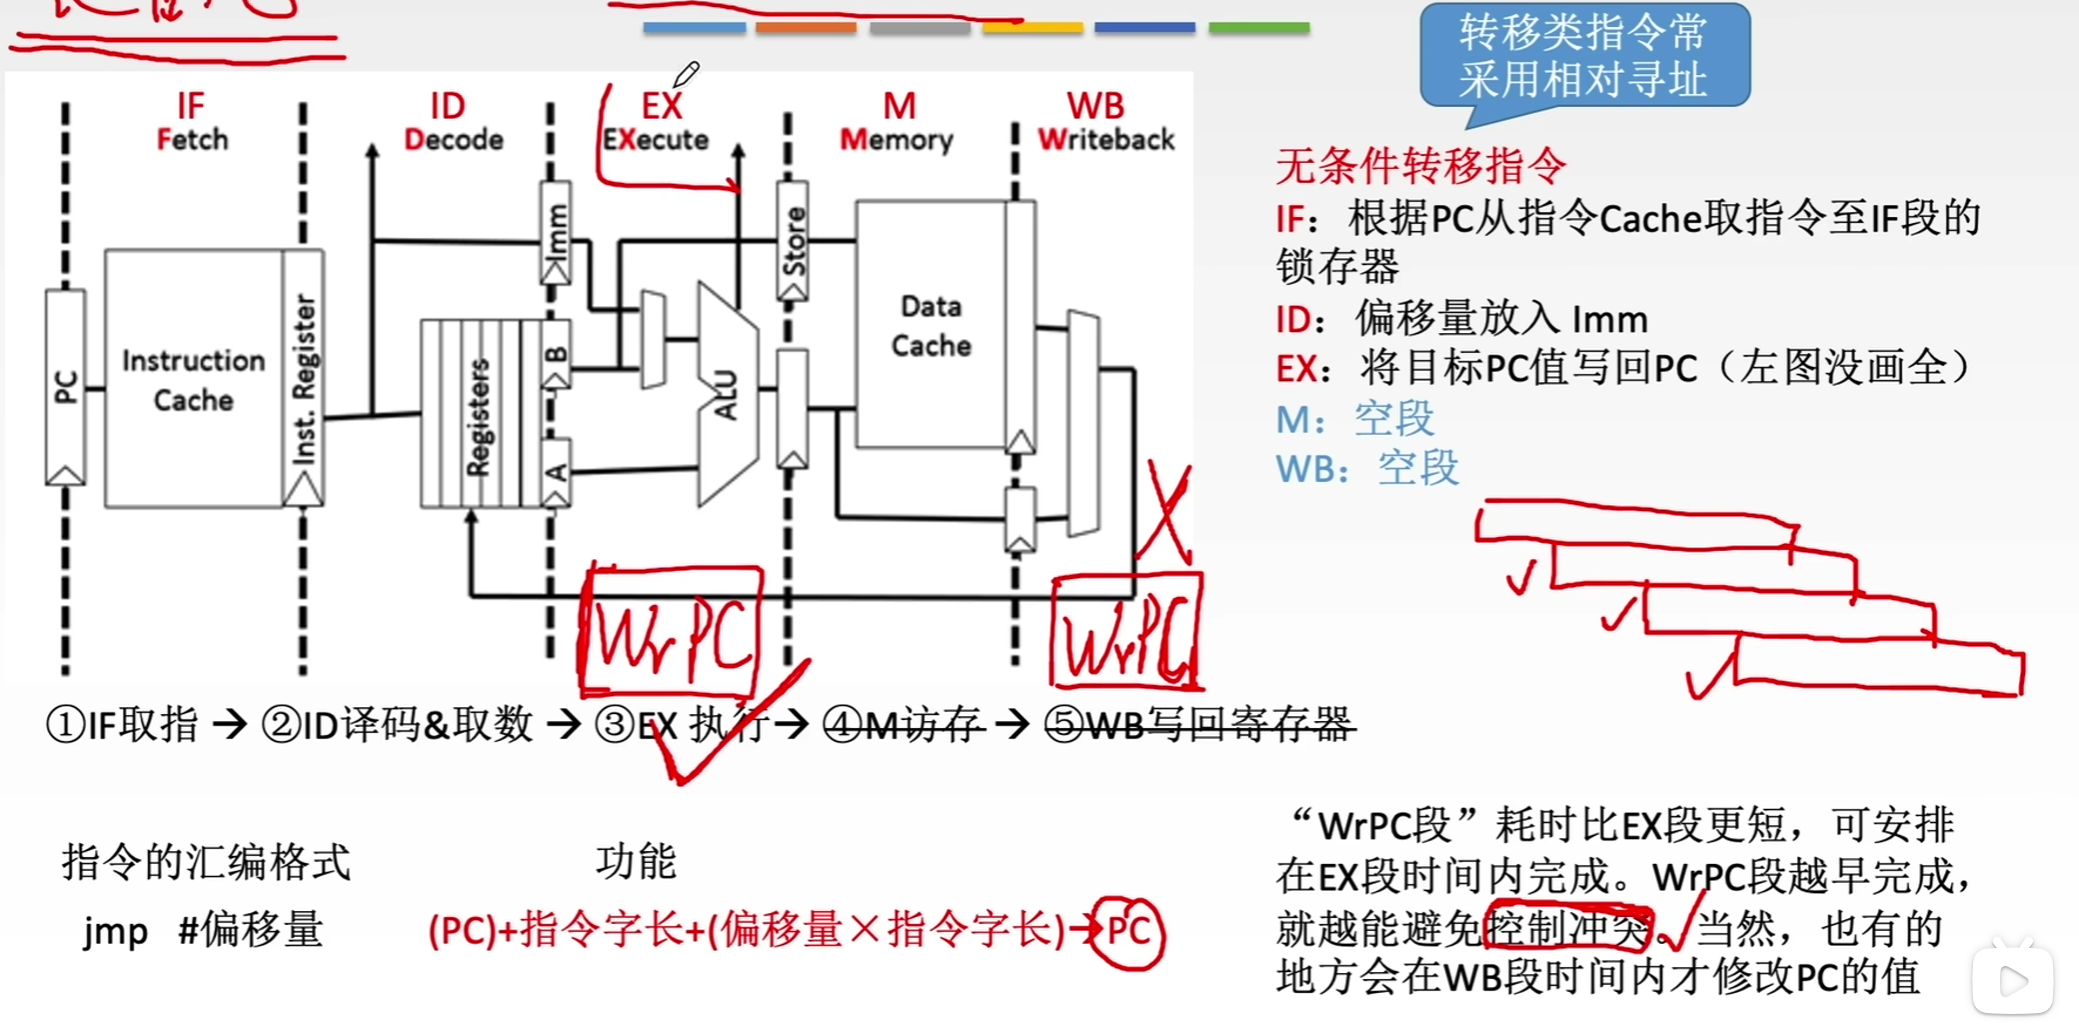 转移类指令常
采用相对寻址
IF
Fetch
ID
Decode
EX
EXecute
M
Memory
WB
Writeback
PC
Instruction
Cache
Inst. Register
Registers
Imm
B
A
ALU
Store
Data
Cache
WrPC
WrPC
无条件转移指令
IF：根据PC从指令Cache取指令至IF段的
锁存器
ID：偏移量放入 Imm
EX：将目标PC值写回PC（左图没画全）
M：空段
WB：空段
①IF取指 → ②ID译码&取数 → ③EX 执行→ ④M访存 → ⑤WB写回寄存器
指令的汇编格式 功能
jmp #偏移量 (PC)+指令字长+(偏移量×指令字长)→PC
“WrPC段”耗时比EX段更短，可安排
在EX段时间内完成。WrPC段越早完成，
就越能避免控制冲突。当然，也有的
地方会在WB段时间内才修改PC的值